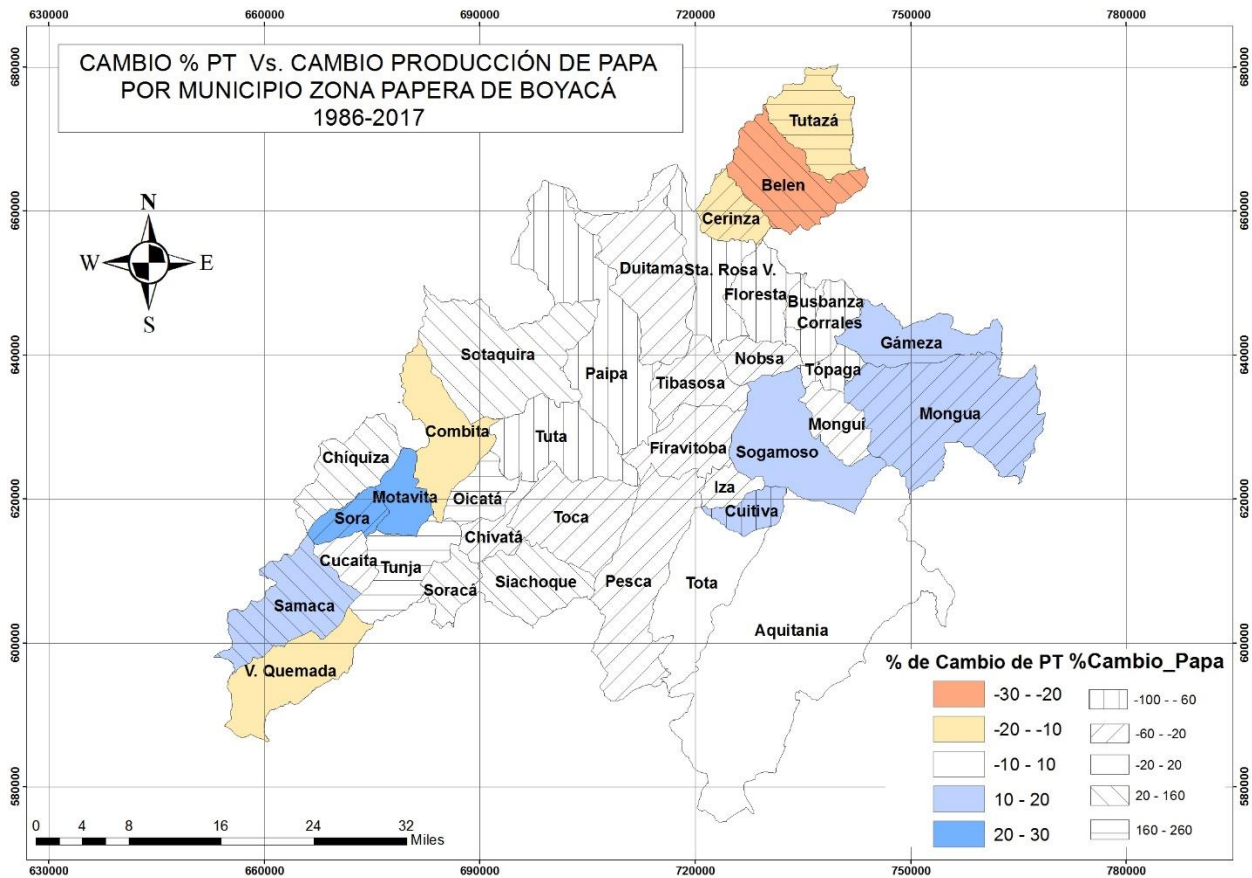 630000 660000 690000 720000 750000 780000
CAMBIO % PT Vs. CAMBIO PRODUCCIÓN DE PAPA
POR MUNICIPIO ZONA PAPERA DE BOYACÁ
1986-2017
680000 680000
Tutazá
Belen
660000 660000
Cerinza
N
W E
S
Duitama Sta. Rosa V.
Floresta Busbanza
Corrales
Gámeza
640000 640000
Sotaquira Nobsa
Paipa Tibasosa Tópaga
Combita Tuta Mongui Mongua
Firavitoba Sogamoso
Chíquiza
Motavita Oicatá Iza
620000 620000
Sora Toca Cuitiva
Chivatá
Cucaita Tunja
Soracá Siachoque Pesca Tota
Samaca
Aquitania
600000 600000
V. Quemada
% de Cambio de PT %Cambio_Papa
-30 - -20 -100 - - 60
-20 - -10 -60 - -20
-10 - 10 -20 - 20
10 - 20 20 - 160
20 - 30 160 - 260
580000 580000
0 4 8 16 24 32
Miles
630000 660000 690000 720000 750000 780000